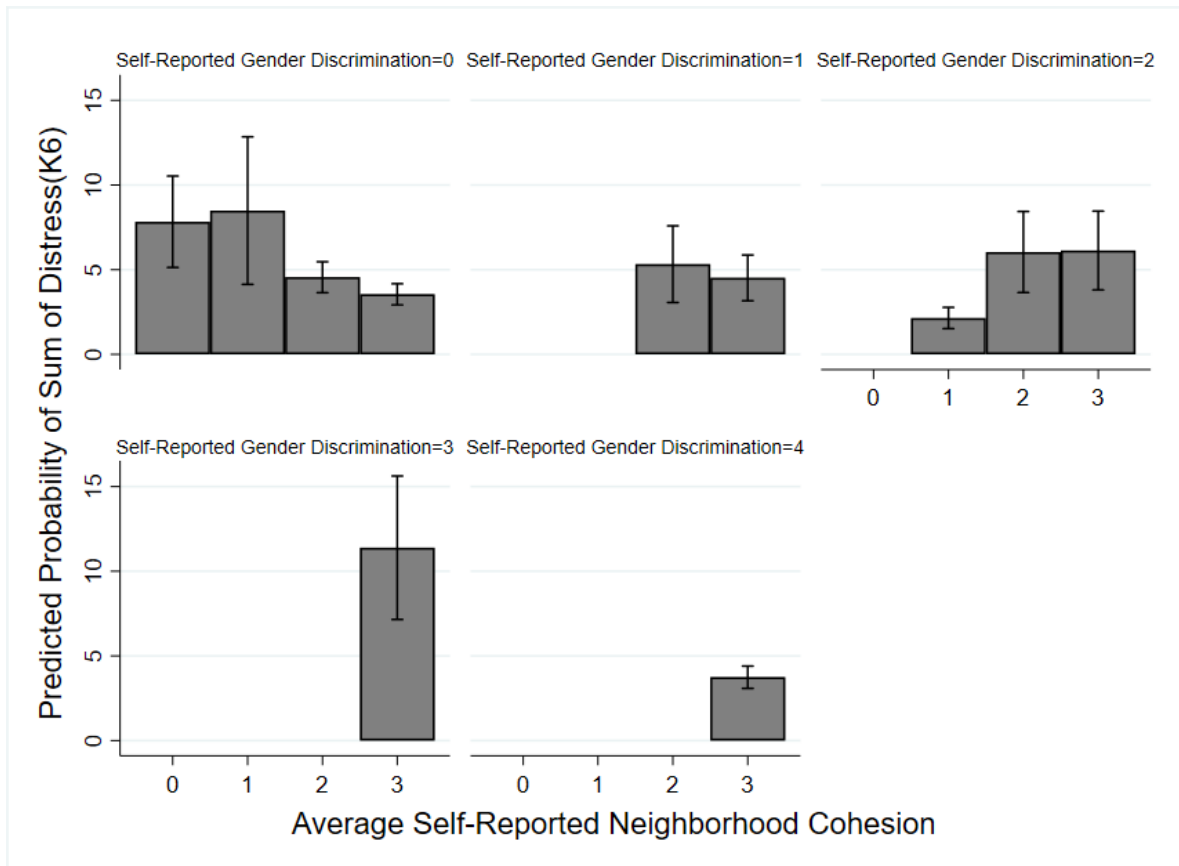 Self-Reported Gender Discrimination=0
Self-Reported Gender Discrimination=1
Self-Reported Gender Discrimination=2
Predicted Probability of Sum of Distress(K6)
15
10
5
0
0 1 2 3
Self-Reported Gender Discrimination=3
Self-Reported Gender Discrimination=4
15
10
5
0
0 1 2 3
0 1 2 3
Average Self-Reported Neighborhood Cohesion